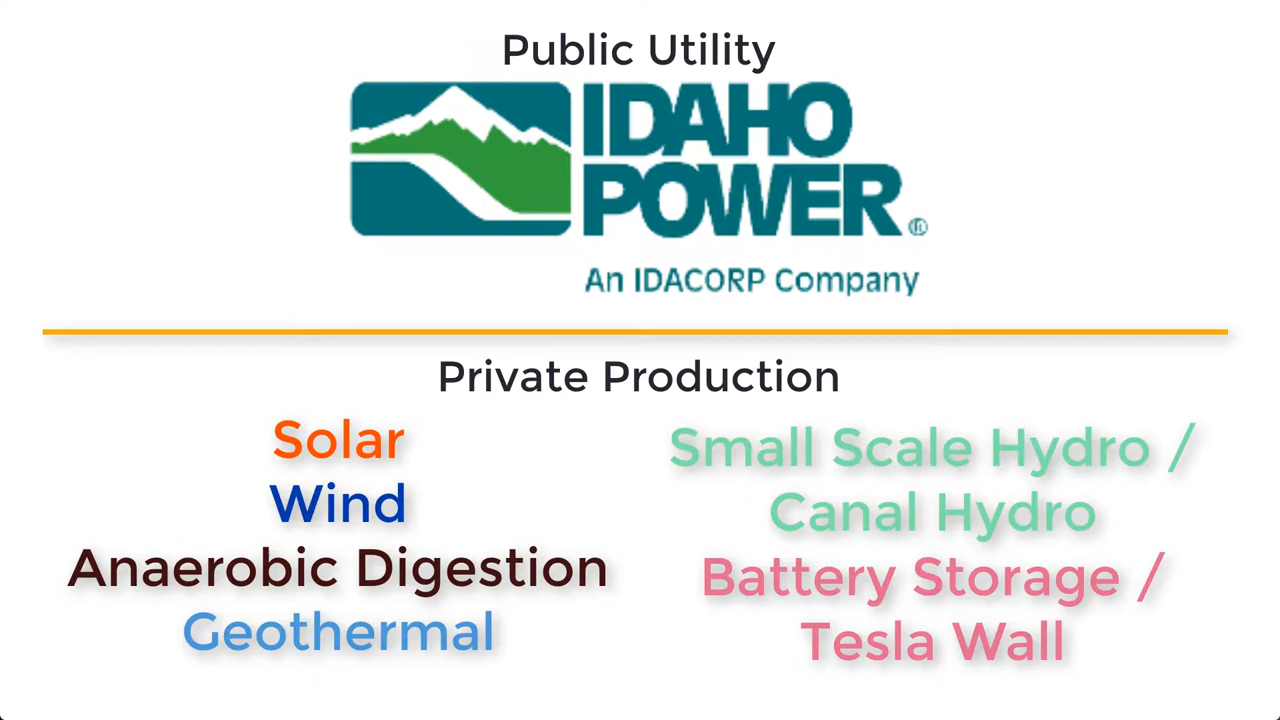 Public Utility
IDAHO
POWER®
An IDACORP Company
Private Production
Solar
Wind
Anaerobic Digestion
Geothermal
Small Scale Hydro /
Canal Hydro
Battery Storage /
Tesla Wall